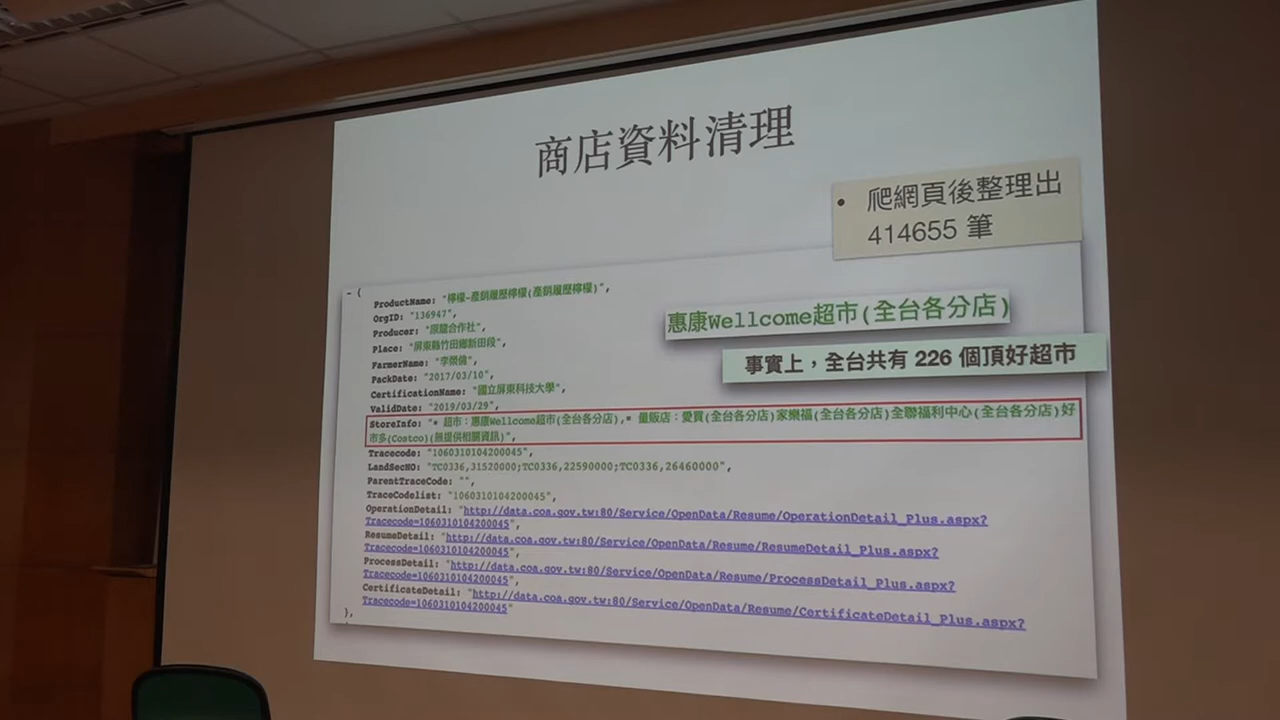 商店資料清理
• 爬網頁後整理出
414655 筆
惠康Wellcome超市(全台各分店)
事實上，全台共有 226 個頂好超市
- {
ProductName: "檸檬-產銷履歷檸檬(產銷履歷檸檬)",
OrgID: "136947",
Producer: "原龍合作社",
Place: "屏東縣竹田鄉新田段",
FarmerName: "李榮倫",
PackDate: "2017/03/10",
CertificationName: "國立屏東科技大學",
ValidDate: "2019/03/29",
StoreInfo: "* 超市：惠康Wellcome超市(全台各分店),* 量販店：愛買(全台各分店)家樂福(全台各分店)全聯福利中心(全台各分店)好
市多(Costco)(無提供相關資訊)",
Tracecode: "1060310104200045",
LandSecNO: "TC0336,31520000;TC0336,22590000;TC0336,26460000",
ParentTraceCode: "",
TraceCodelist: "1060310104200045",
OperationDetail: "http://data.coa.gov.tw:80/Service/OpenData/Resume/OperationDetail_Plus.aspx?
Tracecode=1060310104200045",
ResumeDetail: "http://data.coa.gov.tw:80/Service/OpenData/Resume/ResumeDetail_Plus.aspx?
Tracecode=1060310104200045",
ProcessDetail: "http://data.coa.gov.tw:80/Service/OpenData/Resume/ProcessDetail_Plus.aspx?
Tracecode=1060310104200045",
CertificateDetail: "http://data.coa.gov.tw:80/Service/OpenData/Resume/CertificateDetail_Plus.aspx?
Tracecode=1060310104200045"
},